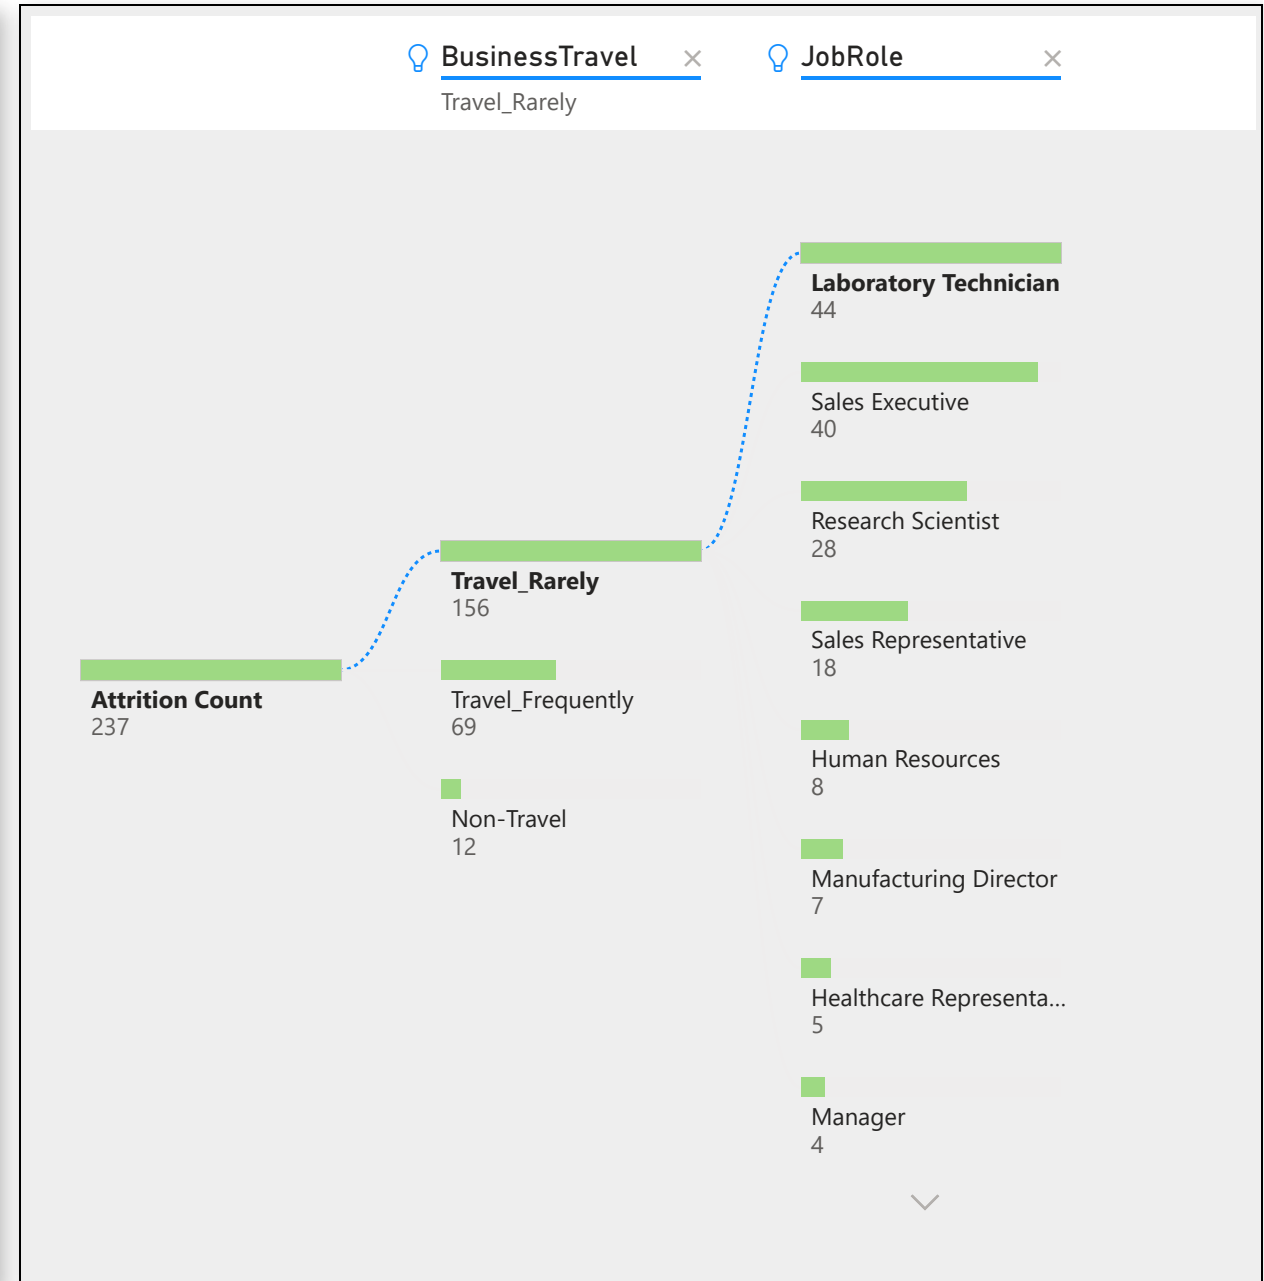 BusinessTravel
JobRole
Travel_Rarely
Attrition Count
237
Travel_Rarely
156
Travel_Frequently
69
Non-Travel
12
Laboratory Technician
44
Sales Executive
40
Research Scientist
28
Sales Representative
18
Human Resources
8
Manufacturing Director
7
Healthcare Representa...
5
Manager
4